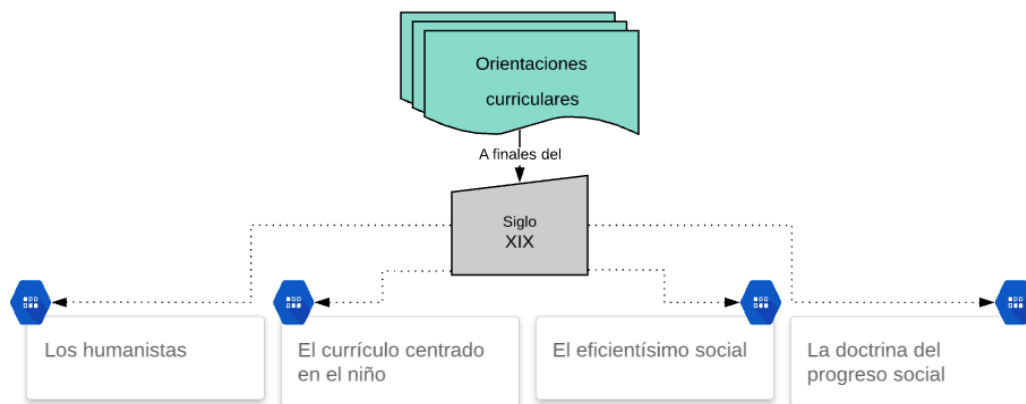 Orientaciones
curriculares
A finales del
Siglo
XIX
Los humanistas
El currículo centrado
en el niño
El eficientísimo social
La doctrina del
progreso social